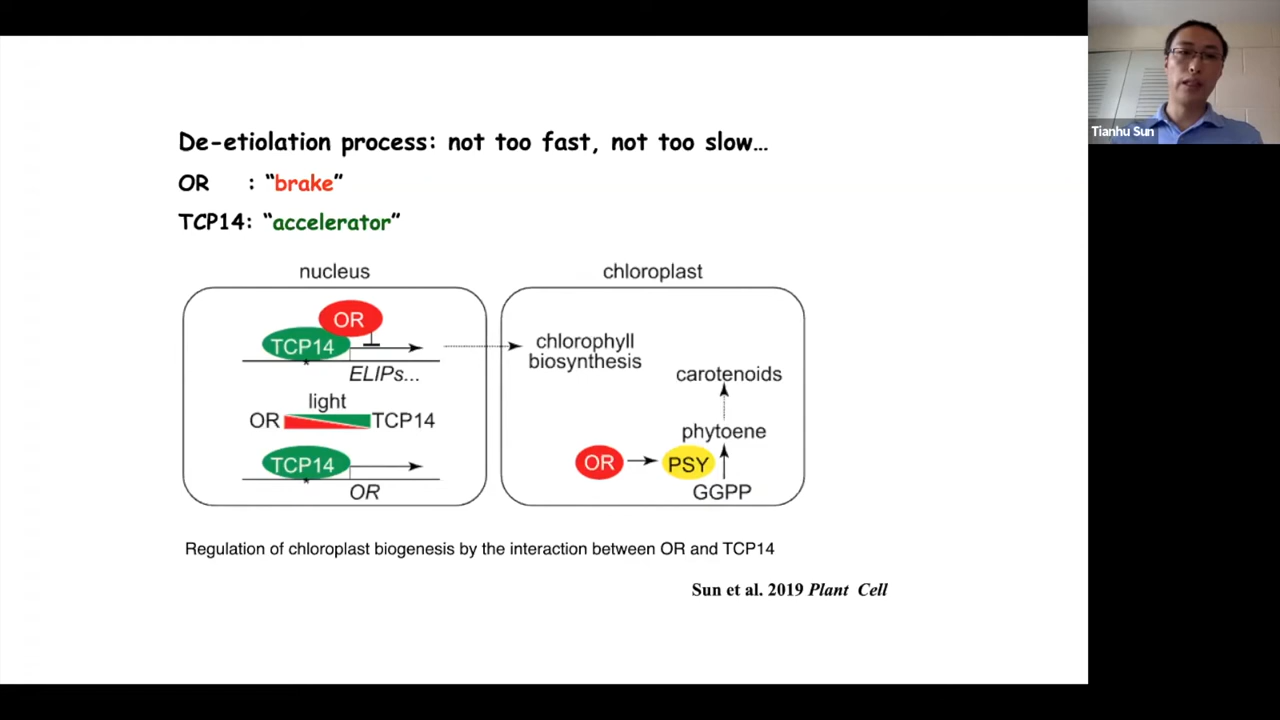 De-etiolation process: not too fast, not too slow…
OR : “brake”
TCP14: “accelerator”
nucleus
OR
TCP14
ELIPs...
light
OR TCP14
TCP14
OR
chloroplast
chlorophyll
biosynthesis
carotenoids
phytoene
OR PSY
GGPP
Regulation of chloroplast biogenesis by the interaction between OR and TCP14
Sun et al. 2019 Plant Cell
Tianhu Sun